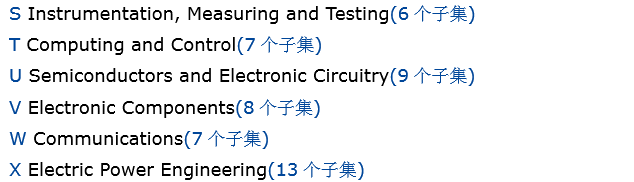 S Instrumentation, Measuring and Testing(6 个子集)
T Computing and Control(7 个子集)
U Semiconductors and Electronic Circuitry(9 个子集)
V Electronic Components(8 个子集)
W Communications(7 个子集)
X Electric Power Engineering(13 个子集)